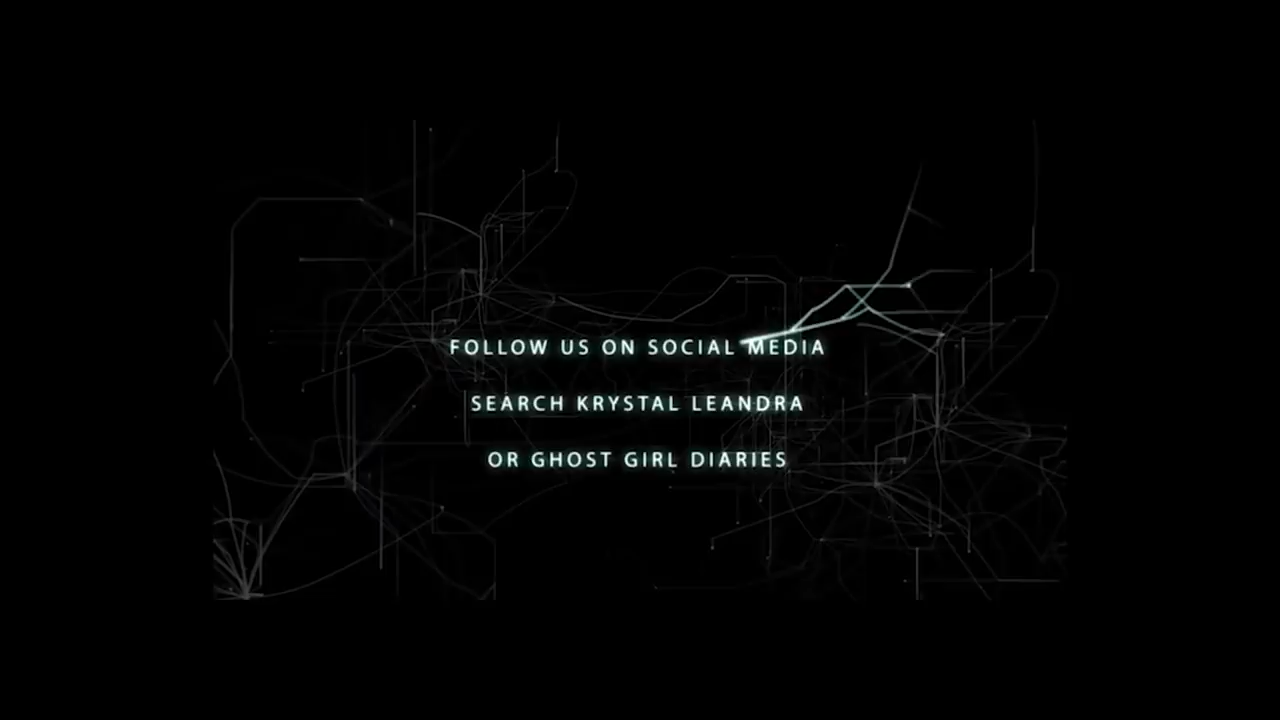 FOLLOW US ON SOCIAL MEDIA
SEARCH KRYSTAL LEANDRA
OR GHOST GIRL DIARIES